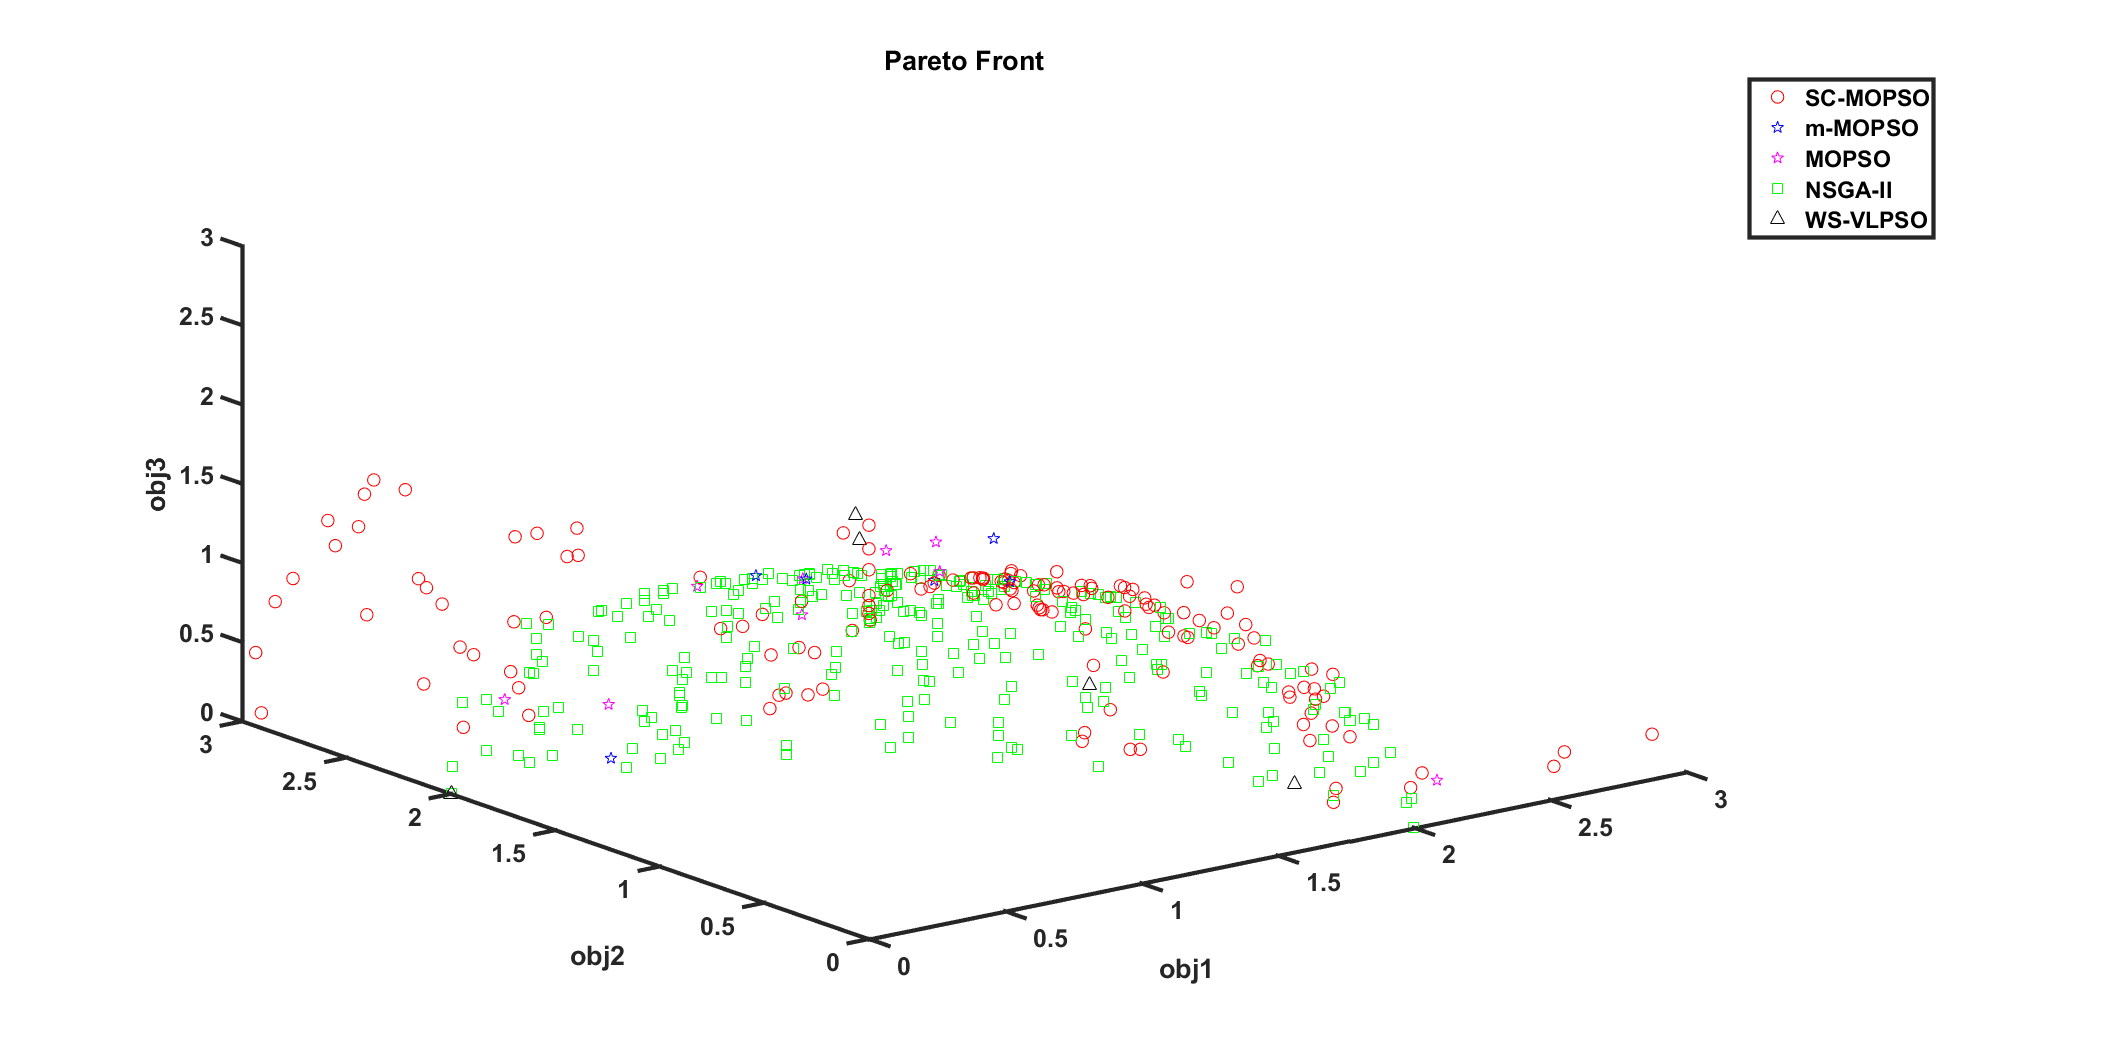 Pareto Front
SC-MOPSO
m-MOPSO
MOPSO
NSGA-II
WS-VLPSO
3
2.5
2
1.5
1
0.5
0
obj3
3
2.5
2
1.5
1
0.5
0
obj2
0
0.5
1
1.5
2
2.5
3
obj1